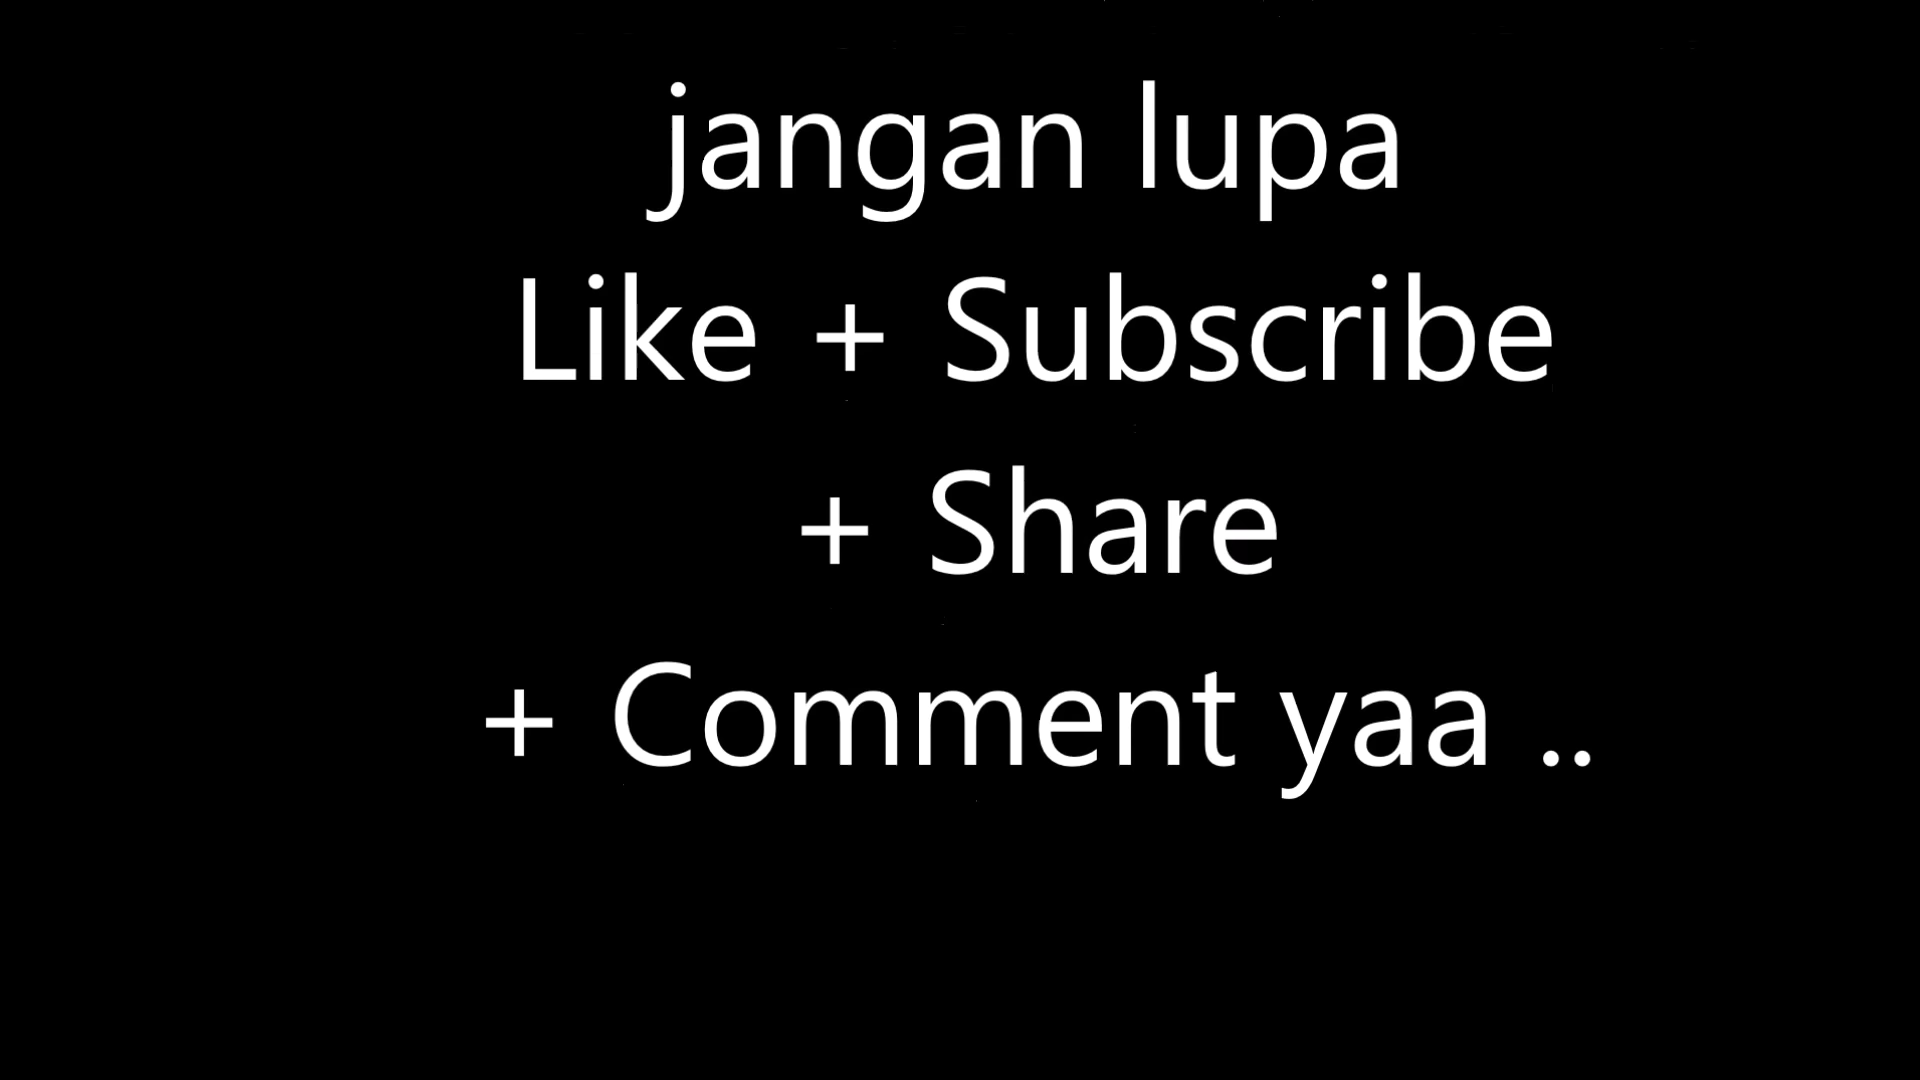 jangan lupa
Like + Subscribe
+ Share
+ Comment yaa ..